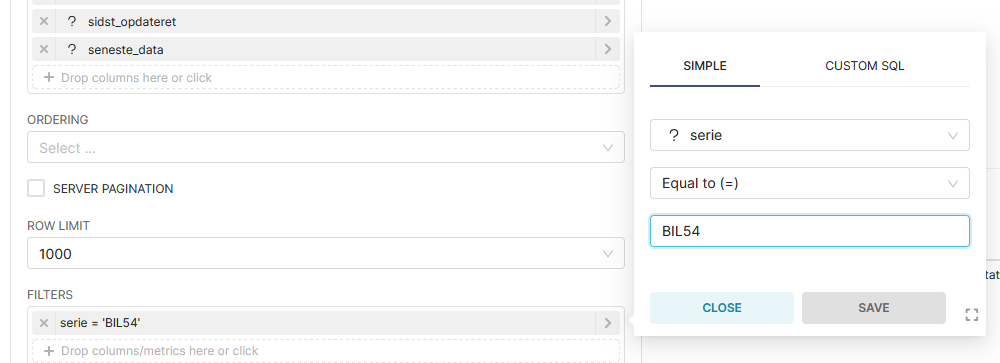 ? sidst_opdateret
? seneste_data
Drop columns here or click
ORDERING
Select ...
SERVER PAGINATION
ROW LIMIT
1000
FILTERS
serie = 'BIL54'
Drop columns/metrics here or click
SIMPLE
CUSTOM SQL
? serie
Equal to (=)
BIL54
CLOSE
SAVE
tat